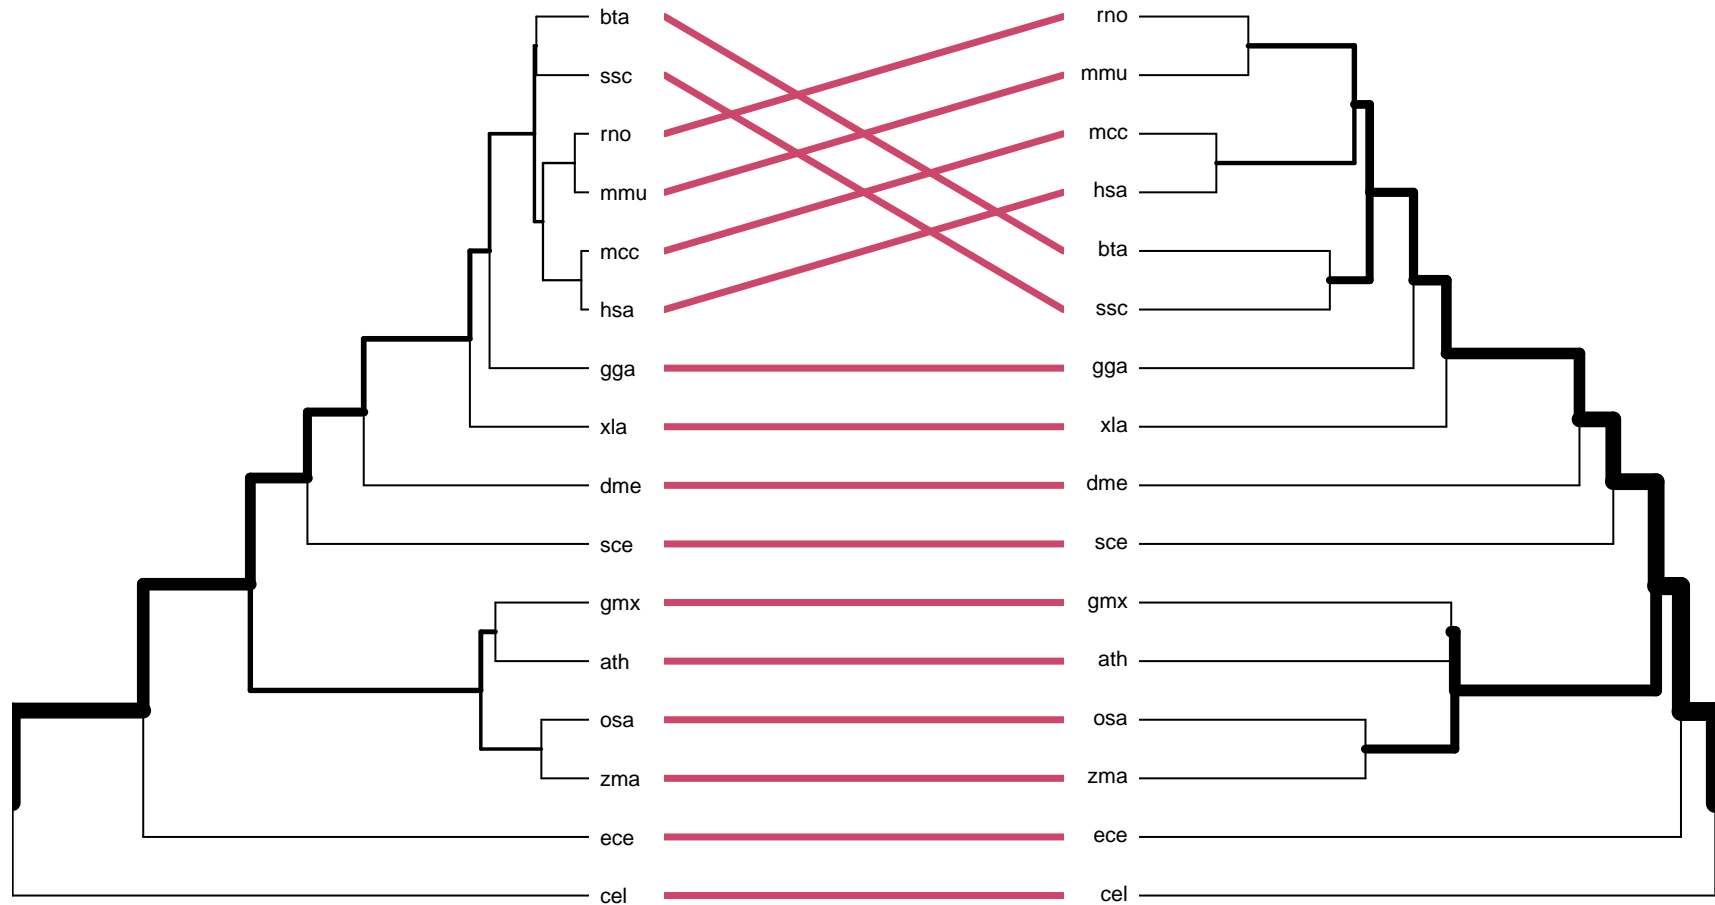 bta rno
ssc mmu
rno mcc
mmu hsa
mcc bta
hsa ssc
gga gga
xla xla
dme dme
sce sce
gmx gmx
ath ath
osa osa
zma zma
ece ece
cel cel